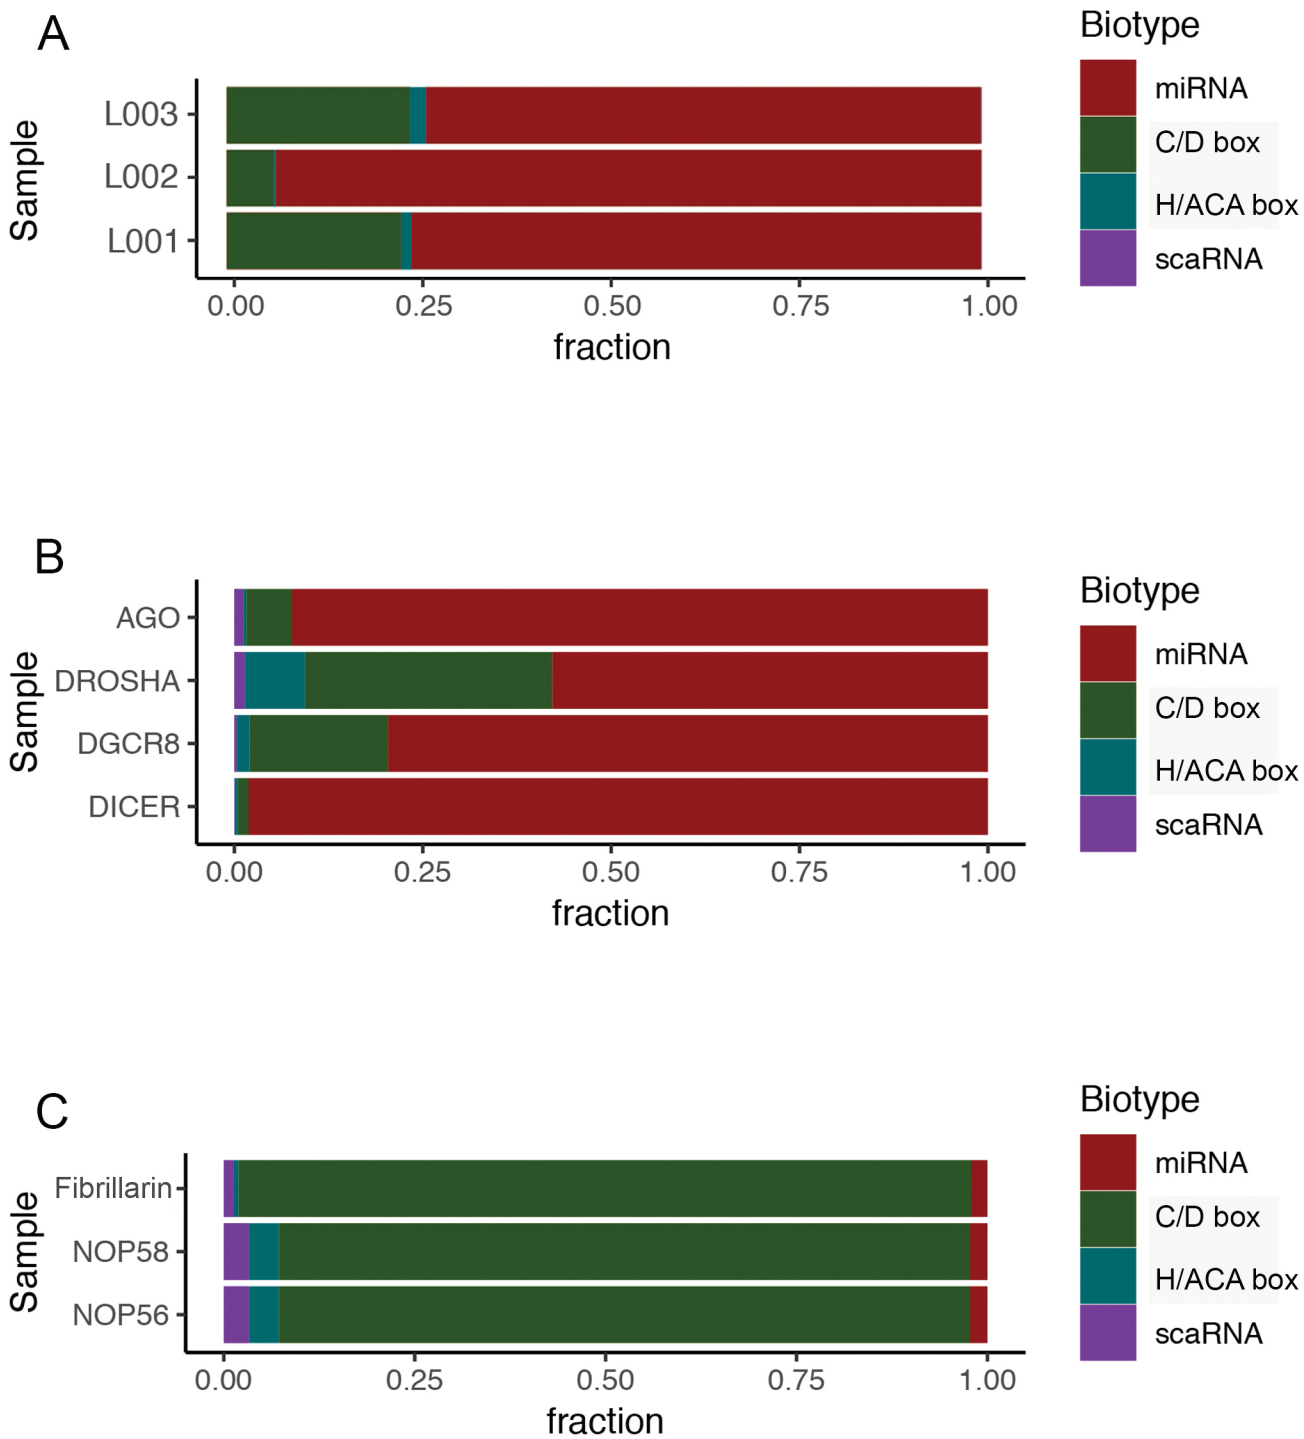 A
Biotype
miRNA
C/D box
H/ACA box
scaRNA
Sample
L003
L002
L001
0.00 0.25 0.50 0.75 1.00
fraction
B
Biotype
miRNA
C/D box
H/ACA box
scaRNA
Sample
AGO
DROSHA
DGCR8
DICER
0.00 0.25 0.50 0.75 1.00
fraction
C
Biotype
miRNA
C/D box
H/ACA box
scaRNA
Sample
Fibrillarin
NOP58
NOP56
0.00 0.25 0.50 0.75 1.00
fraction